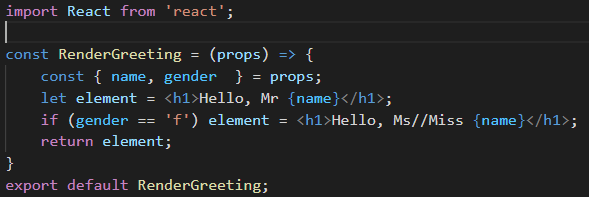 import React from 'react';
const RenderGreeting = (props) => {
const { name, gender  } = props;
let element = <h1>Hello, Mr {name}</h1>;
if (gender == 'f') element = <h1>Hello, Ms//Miss {name}</h1>;
return element;
}
export default RenderGreeting;